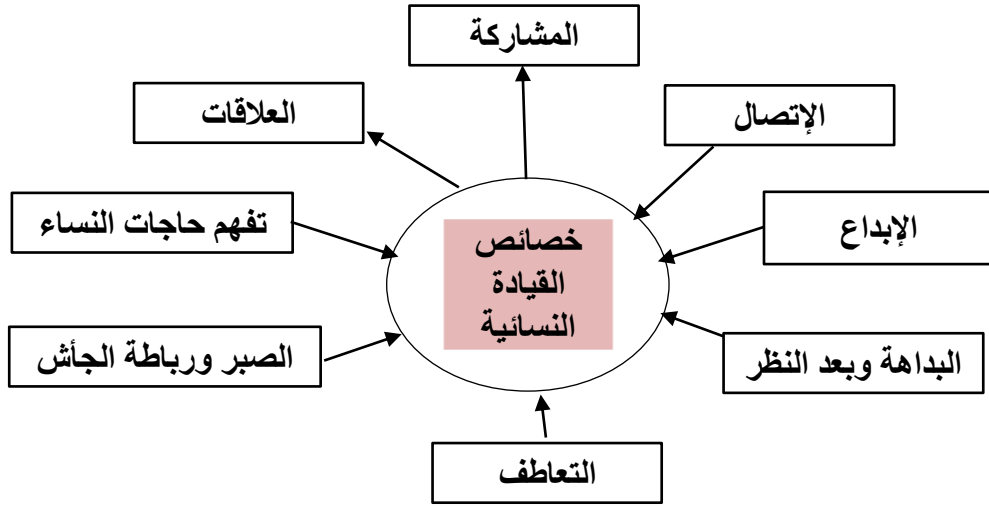 المشاركة
الإتصال
العلاقات
الإبداع
تفهم حاجات النساء
خصائص
القيادة
النسائية
البداهة وبعد النظر
الصبر ورباطة الجأش
التعاطف